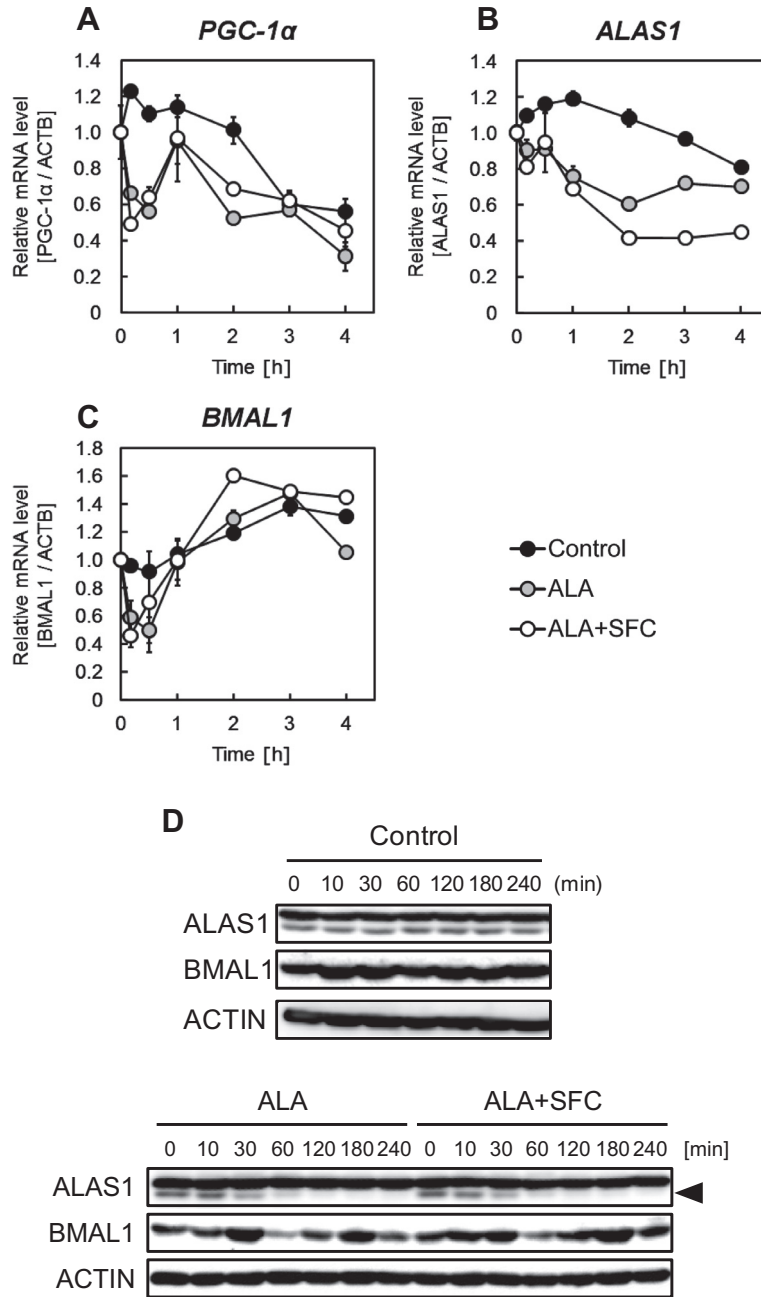 A
PGC-1α
Relative mRNA level
[PGC-1α / ACTB]
1.4
1.2
1.0
0.8
0.6
0.4
0.2
0
0 1 2 3 4
Time [h]
B
ALAS1
Relative mRNA level
[ALAS1 / ACTB]
1.4
1.2
1.0
0.8
0.6
0.4
0.2
0
0 1 2 3 4
Time [h]
C
BMAL1
Relative mRNA level
[BMAL1 / ACTB]
1.8
1.6
1.4
1.2
1.0
0.8
0.6
0.4
0.2
0
0 1 2 3 4
Time [h]
Control
ALA
ALA+SFC
D
Control
0 10 30 60 120 180 240 (min)
ALAS1
BMAL1
ACTIN
ALA ALA+SFC
0 10 30 60 120 180 240 0 10 30 60 120 180 240 [min]
ALAS1
BMAL1
ACTIN